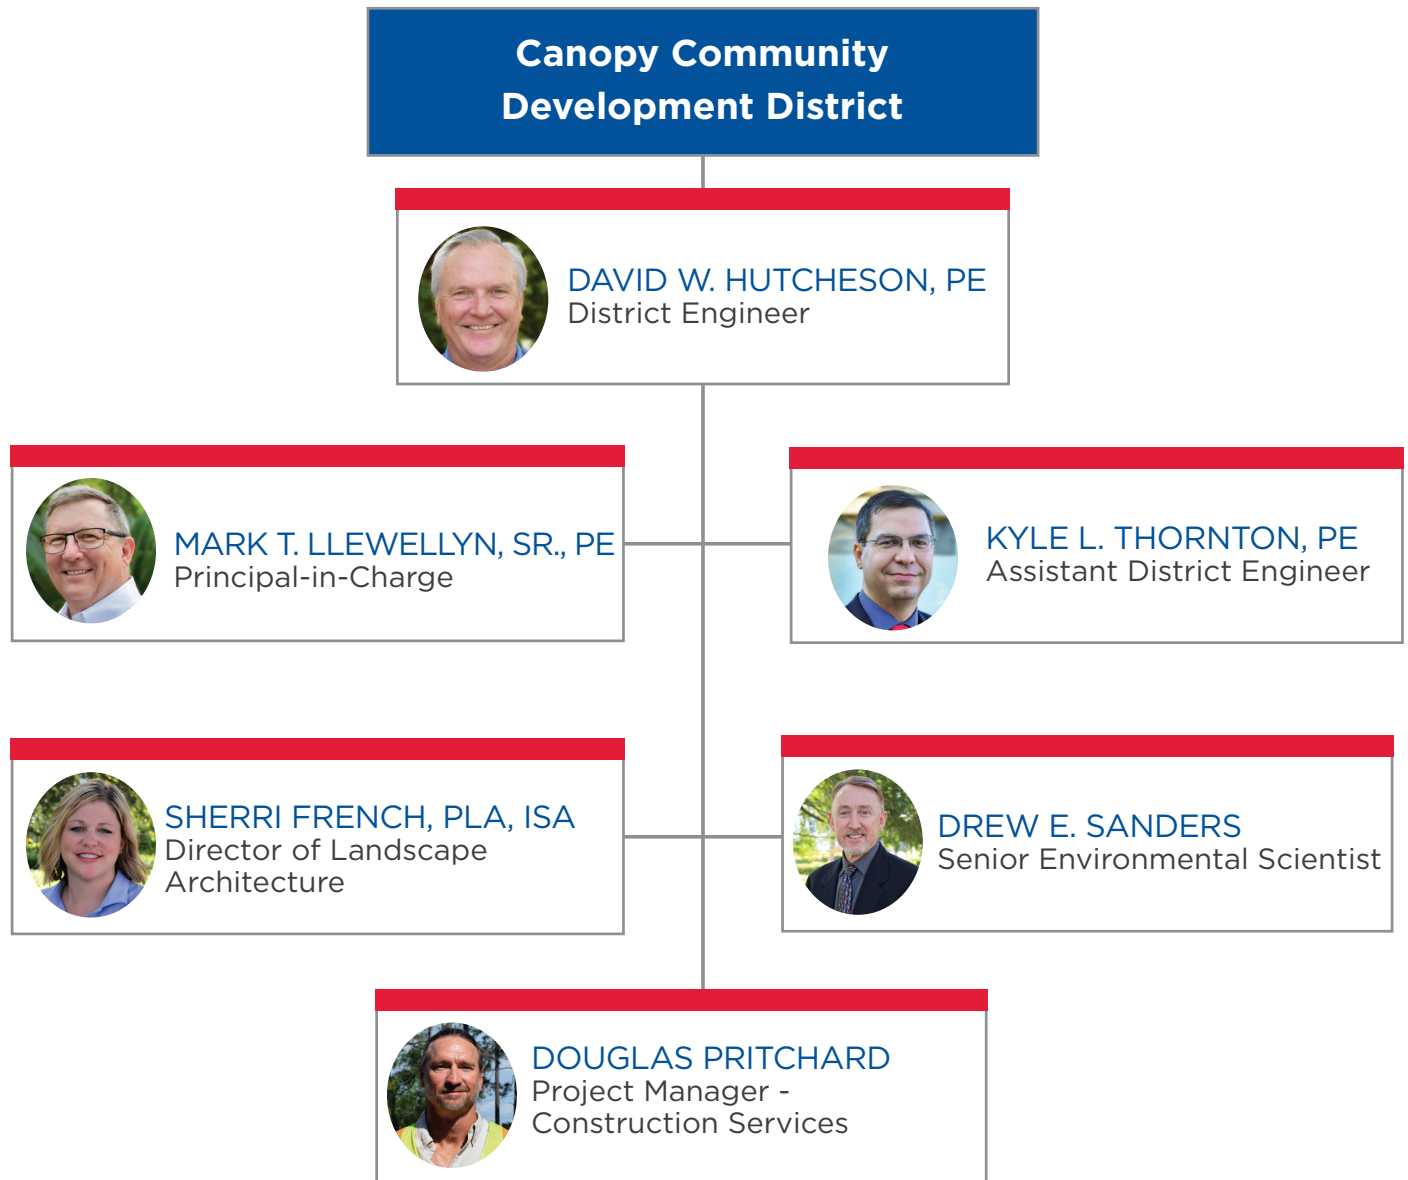 Canopy Community
Development District
DAVID W. HUTCHESON, PE
District Engineer
MARK T. LLEWELLYN, SR., PE
Principal-in-Charge
KYLE L. THORNTON, PE
Assistant District Engineer
SHERRI FRENCH, PLA, ISA
Director of Landscape
Architecture
DREW E. SANDERS
Senior Environmental Scientist
DOUGLAS PRITCHARD
Project Manager -
Construction Services